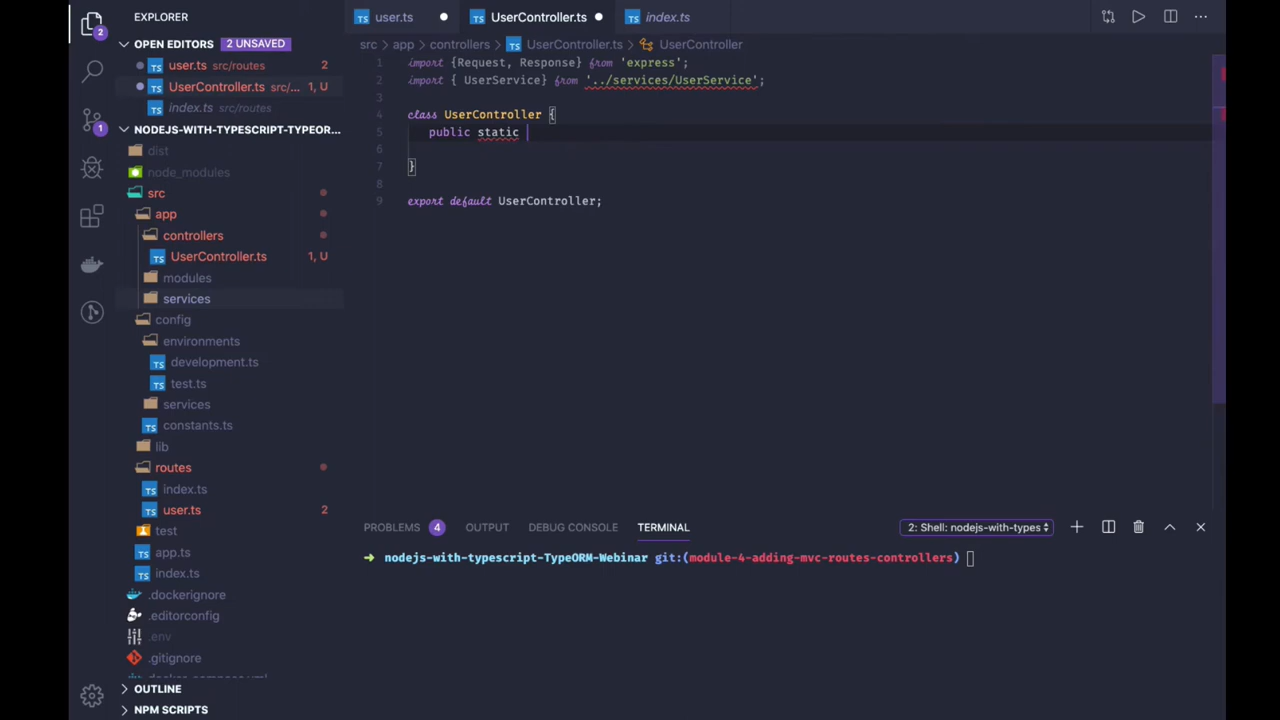 EXPLORER
user.ts
UserController.ts
index.ts
OPEN EDITORS 2 UNSAVED
src › app › controllers › UserController.ts › UserController
user.ts src/routes 2
UserController.ts src/... 1, U
index.ts src/routes
NODEJS-WITH-TYPESCRIPT-TYPEOR...
dist
node_modules
src
app
controllers
UserController.ts 1, U
modules
services
config
environments
development.ts
test.ts
services
constants.ts
lib
routes
index.ts
user.ts 2
test
app.ts
index.ts
.dockerignore
.editorconfig
.env
.gitignore
docker-compose.yml
OUTLINE
NPM SCRIPTS
2
1
1 import {Request, Response} from 'express';
2 import { UserService} from '../services/UserService';
3
4 class UserController {
5 public static
6
7 }
8
9 export default UserController;
PROBLEMS 4 OUTPUT DEBUG CONSOLE TERMINAL 2: Shell: nodejs-with-types
→ nodejs-with-typescript-TypeORM-Webinar git:(module-4-adding-mvc-routes-controllers)